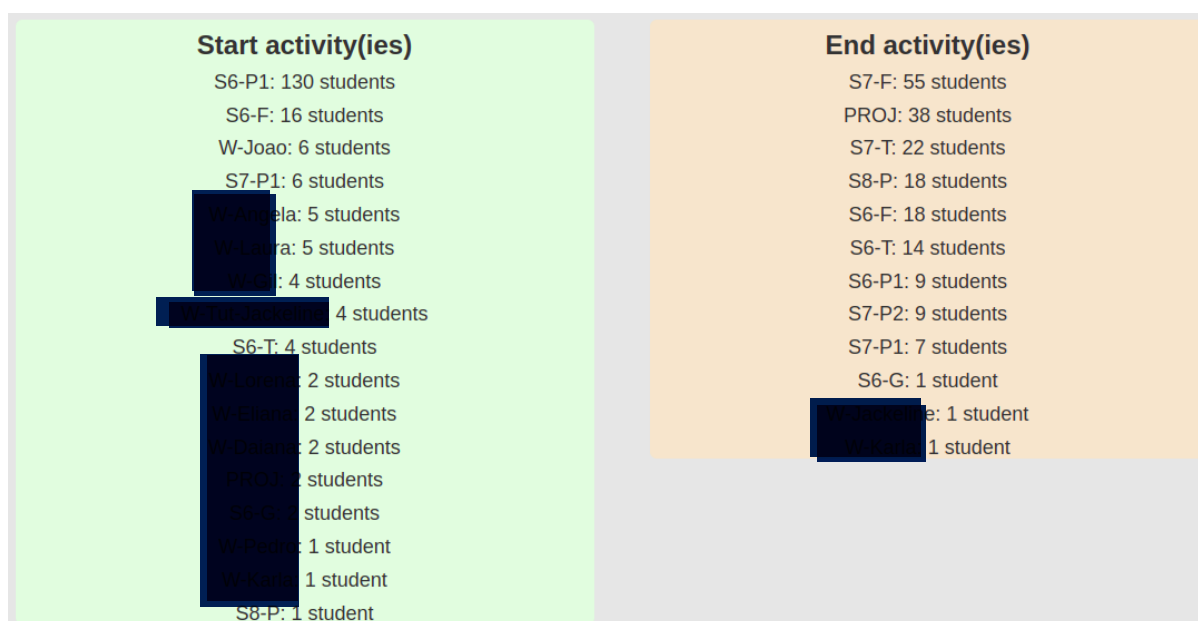 Start activity(ies)
S6-P1: 130 students
S6-F: 16 students
W-Joao: 6 students
S7-P1: 6 students
5 students
5 students
4 students
4 students
S6-T: 4 students
2 students
2 students
2 students
students
students
1 student
1 student
S8-P: 1 student
End activity(ies)
S7-F: 55 students
PROJ: 38 students
S7-T: 22 students
S8-P: 18 students
S6-F: 18 students
S6-T: 14 students
S6-P1: 9 students
S7-P2: 9 students
S7-P1: 7 students
S6-G: 1 student
1 student
1 student